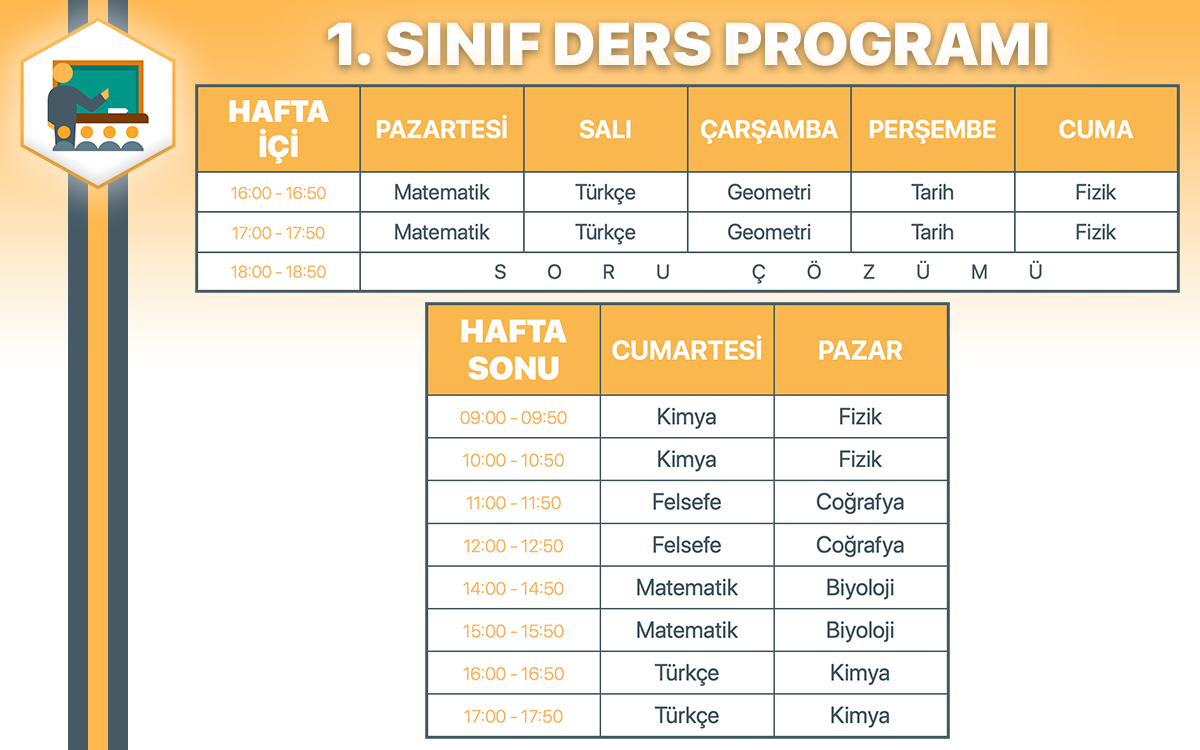 1. SINIF DERS PROGRAMI
HAFTA İÇİ PAZARTESİ SALI ÇARŞAMBA PERŞEMBE CUMA
16:00 - 16:50 Matematik Türkçe Geometri Tarih Fizik
17:00 - 17:50 Matematik Türkçe Geometri Tarih Fizik
18:00 - 18:50 S O R U Ç Ö Z Ü M Ü
HAFTA SONU CUMARTESİ PAZAR
09:00 - 09:50 Kimya Fizik
10:00 - 10:50 Kimya Fizik
11:00 - 11:50 Felsefe Coğrafya
12:00 - 12:50 Felsefe Coğrafya
14:00 - 14:50 Matematik Biyoloji
15:00 - 15:50 Matematik Biyoloji
16:00 - 16:50 Türkçe Kimya
17:00 - 17:50 Türkçe Kimya